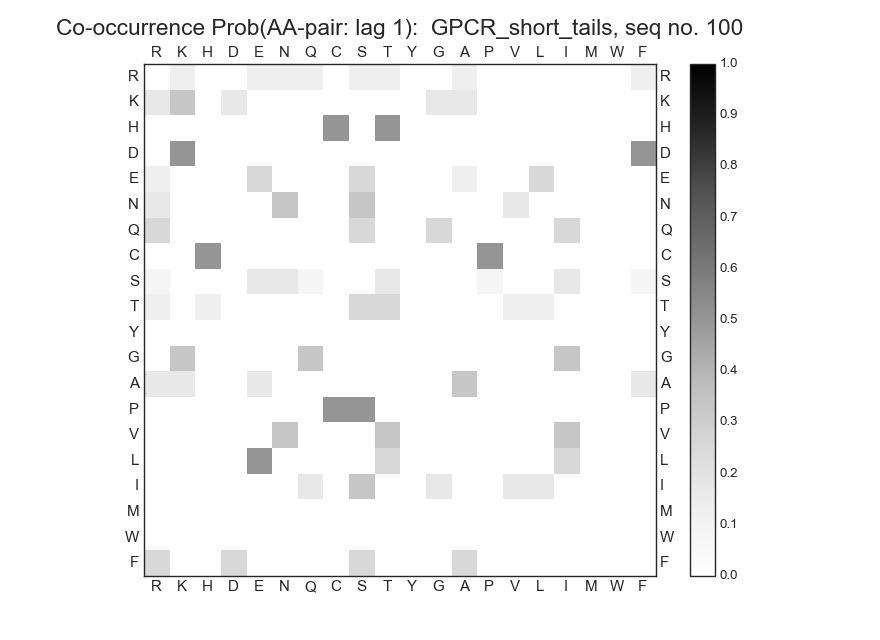 Co-occurrence Prob(AA-pair: lag 1):  GPCR_short_tails, seq no. 100
R K H D E N Q C S T Y G A P V L I M W F
R R 1.0
K K 0.9
H H
D D 0.8
E E
N N 0.7
Q Q 0.6
C C
S S 0.5
T T
Y Y 0.4
G G
A A 0.3
P P
V V 0.2
L L
I I 0.1
M M
W W
F F 0.0
R K H D E N Q C S T Y G A P V L I M W F